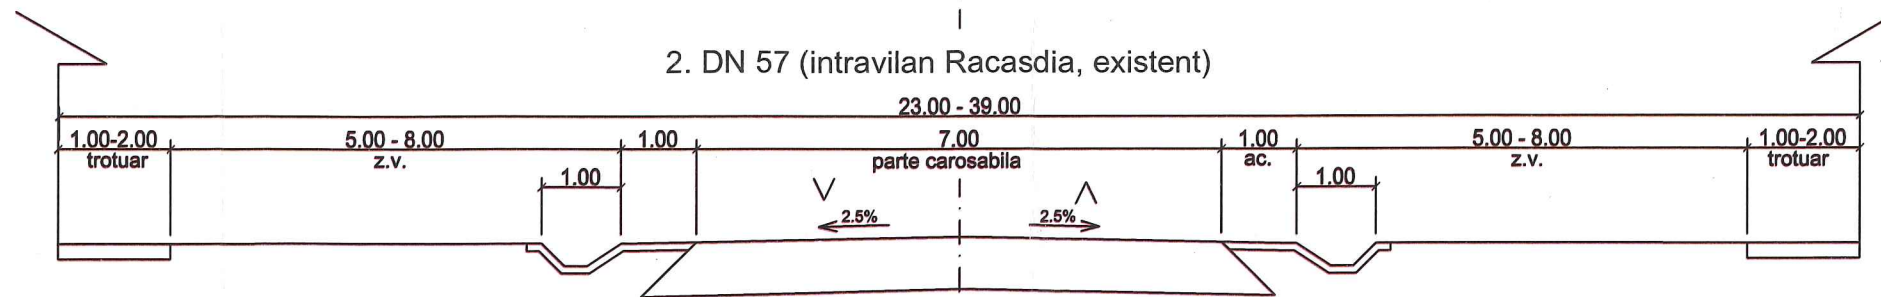 2. DN 57 (intravilan Racasdia, existent)
23.00 - 39.00
1.00-2.00 5.00 - 8.00 1.00 7.00 1.00 5.00 - 8.00 1.00-2.00
trotuar z.v. parte carosabila ac. z.v. trotuar
1.00 1.00
2.5% 2.5%